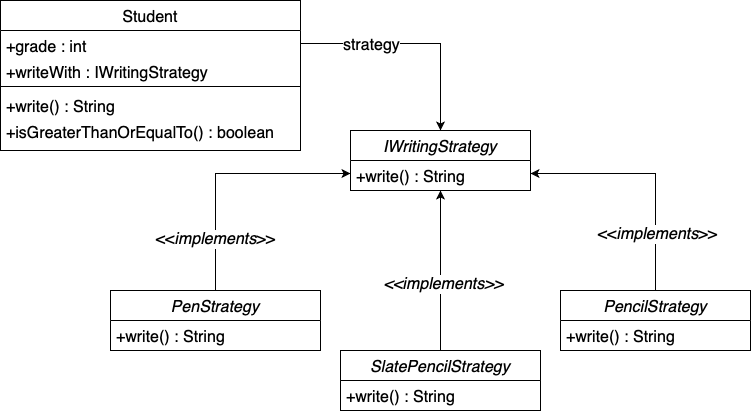 Student
+grade : int
+writeWith : IWritingStrategy
+write() : String
+isGreaterThanOrEqualTo() : boolean
strategy
IWritingStrategy
+write() : String
<<implements>>
<<implements>>
<<implements>>
PenStrategy
+write() : String
PencilStrategy
+write() : String
SlatePencilStrategy
+write() : String